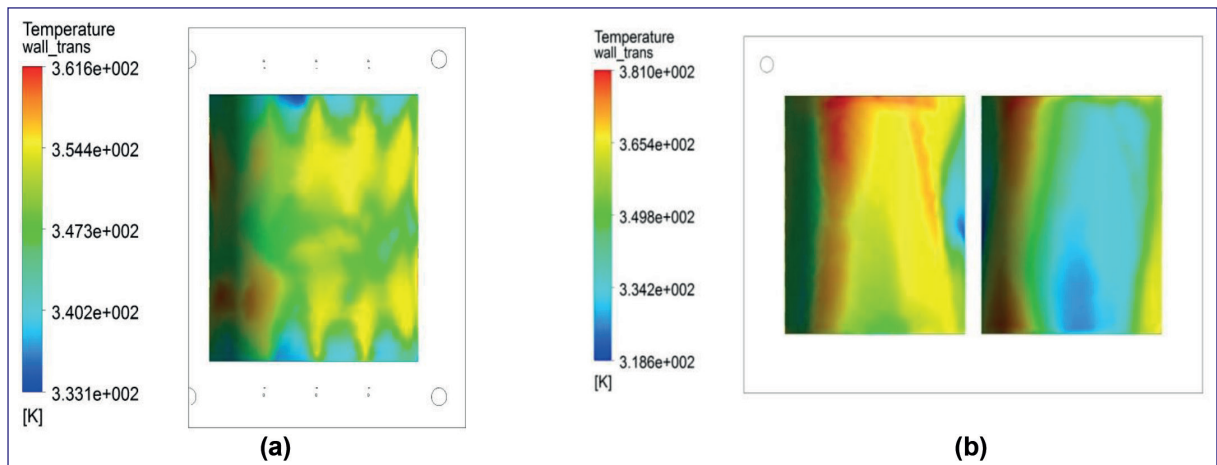 Temperature
wall_trans
3.616e+002
3.544e+002
3.473e+002
3.402e+002
3.331e+002
[K]
(a)
Temperature
wall_trans
3.810e+002
3.654e+002
3.498e+002
3.342e+002
3.186e+002
[K]
(b)